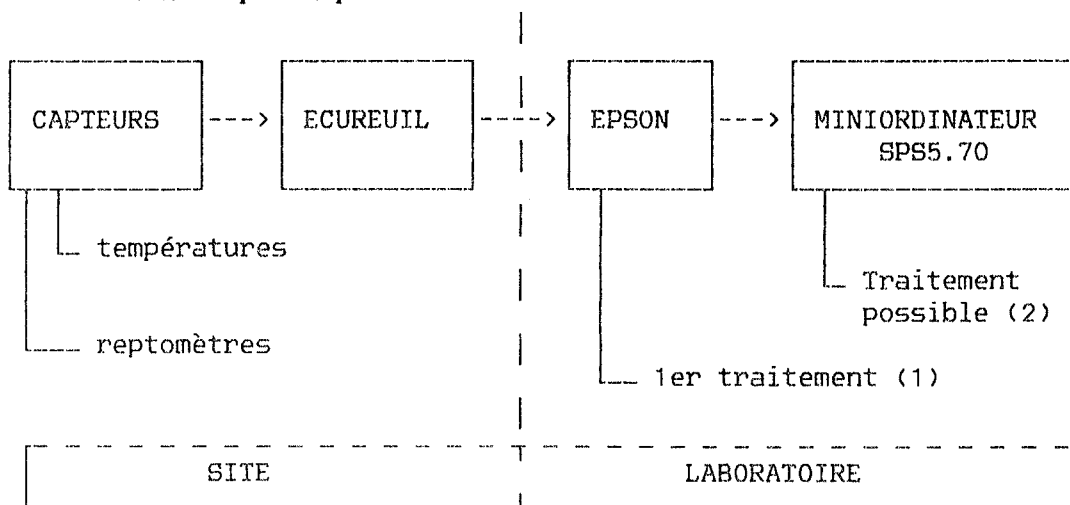 CAPTEURS ---> ECUREUIL ----> EPSON ---> MINIORDINATEUR
SPS5.70
températures
Traitement
possible (2)
reptomètres
1er traitement (1)
SITE LABORATOIRE